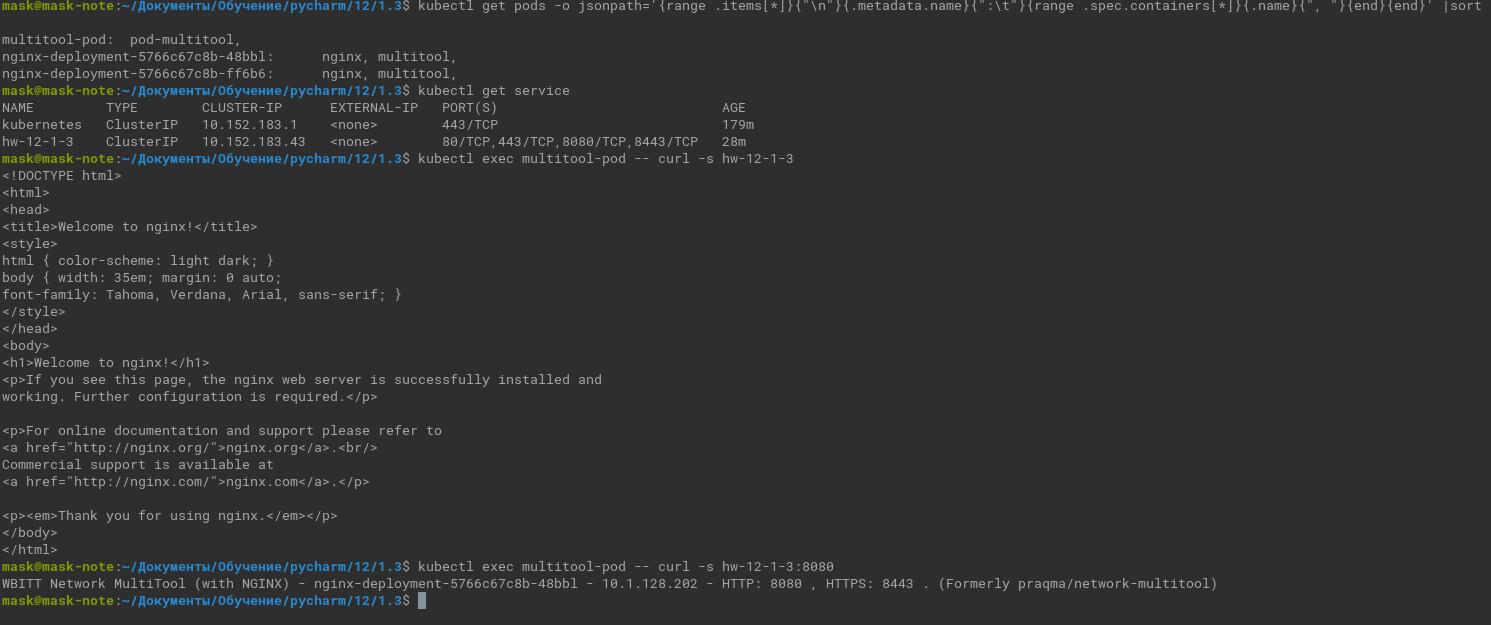 mask@mask-note:~/Документы/Обучение/pycharm/12/1.3$ kubectl get pods -o jsonpath='{range .items[*]}{"\n"}{.metadata.name}{":\t"}{range .spec.containers[*]}{.name}{", "}{end}{end}' |sort
multitool-pod:  pod-multitool,
nginx-deployment-5766c67c8b-48bbl:      nginx, multitool,
nginx-deployment-5766c67c8b-ff6b6:      nginx, multitool,
mask@mask-note:~/Документы/Обучение/pycharm/12/1.3$ kubectl get service
NAME         TYPE        CLUSTER-IP      EXTERNAL-IP   PORT(S)                            AGE
kubernetes   ClusterIP   10.152.183.1    <none>        443/TCP                            179m
hw-12-1-3    ClusterIP   10.152.183.43   <none>        80/TCP,443/TCP,8080/TCP,8443/TCP   28m
mask@mask-note:~/Документы/Обучение/pycharm/12/1.3$ kubectl exec multitool-pod -- curl -s hw-12-1-3
<!DOCTYPE html>
<html>
<head>
<title>Welcome to nginx!</title>
<style>
html { color-scheme: light dark; }
body { width: 35em; margin: 0 auto;
font-family: Tahoma, Verdana, Arial, sans-serif; }
</style>
</head>
<body>
<h1>Welcome to nginx!</h1>
<p>If you see this page, the nginx web server is successfully installed and
working. Further configuration is required.</p>
<p>For online documentation and support please refer to
<a href="http://nginx.org/">nginx.org</a>.<br/>
Commercial support is available at
<a href="http://nginx.com/">nginx.com</a>.</p>
<p><em>Thank you for using nginx.</em></p>
</body>
</html>
mask@mask-note:~/Документы/Обучение/pycharm/12/1.3$ kubectl exec multitool-pod -- curl -s hw-12-1-3:8080
WBITT Network MultiTool (with NGINX) - nginx-deployment-5766c67c8b-48bbl - 10.1.128.202 - HTTP: 8080 , HTTPS: 8443 . (Formerly praqma/network-multitool)
mask@mask-note:~/Документы/Обучение/pycharm/12/1.3$